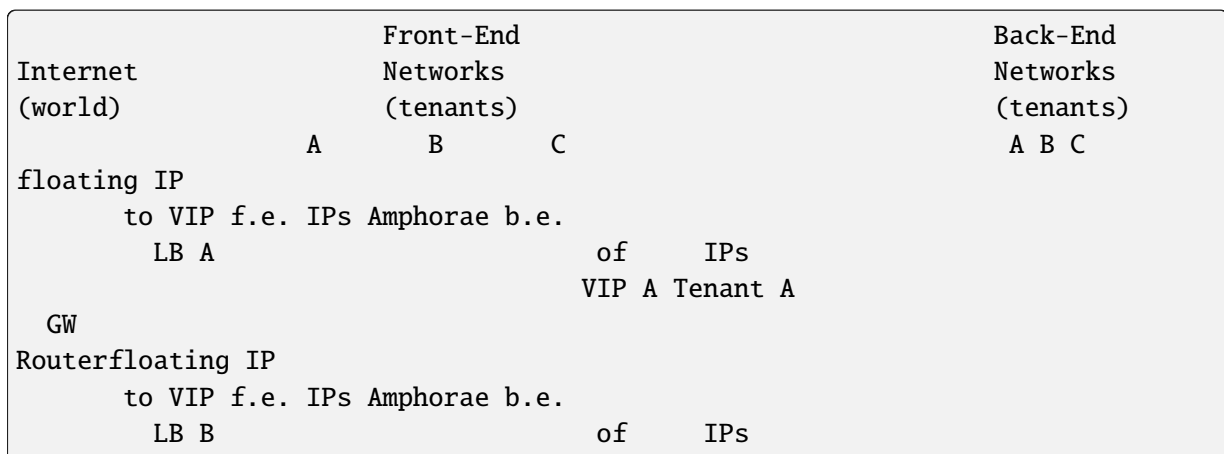 Front-End Back-End
Internet Networks Networks
(world) (tenants) (tenants)
A B C A B C
floating IP
to VIP f.e. IPs Amphorae b.e.
LB A of IPs
VIP A Tenant A
GW
Routerfloating IP
to VIP f.e. IPs Amphorae b.e.
LB B of IPs